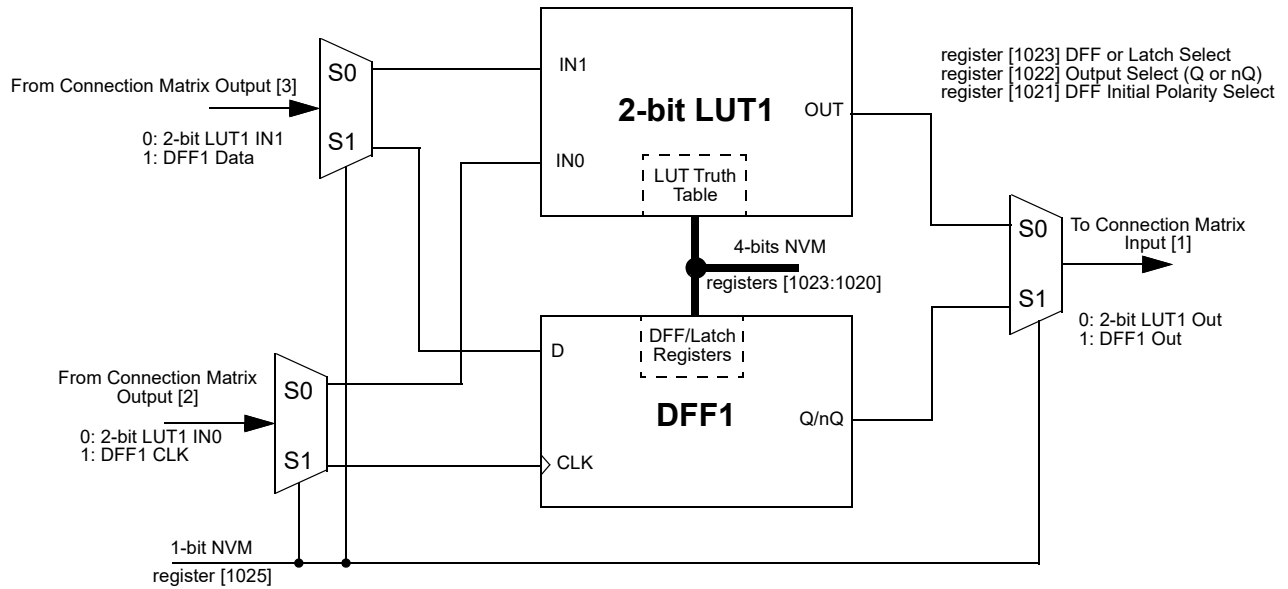 register [1023] DFF or Latch Select
register [1022] Output Select (Q or nQ)
register [1021] DFF Initial Polarity Select
From Connection Matrix Output [3]
0: 2-bit LUT1 IN1
1: DFF1 Data
S0
S1
IN1
IN0
2-bit LUT1
OUT
LUT Truth
Table
4-bits NVM
registers [1023:1020]
S0
S1
To Connection Matrix
Input [1]
0: 2-bit LUT1 Out
1: DFF1 Out
From Connection Matrix
Output [2]
0: 2-bit LUT1 IN0
1: DFF1 CLK
S0
S1
D
CLK
DFF/Latch
Registers
DFF1
Q/nQ
1-bit NVM
register [1025]